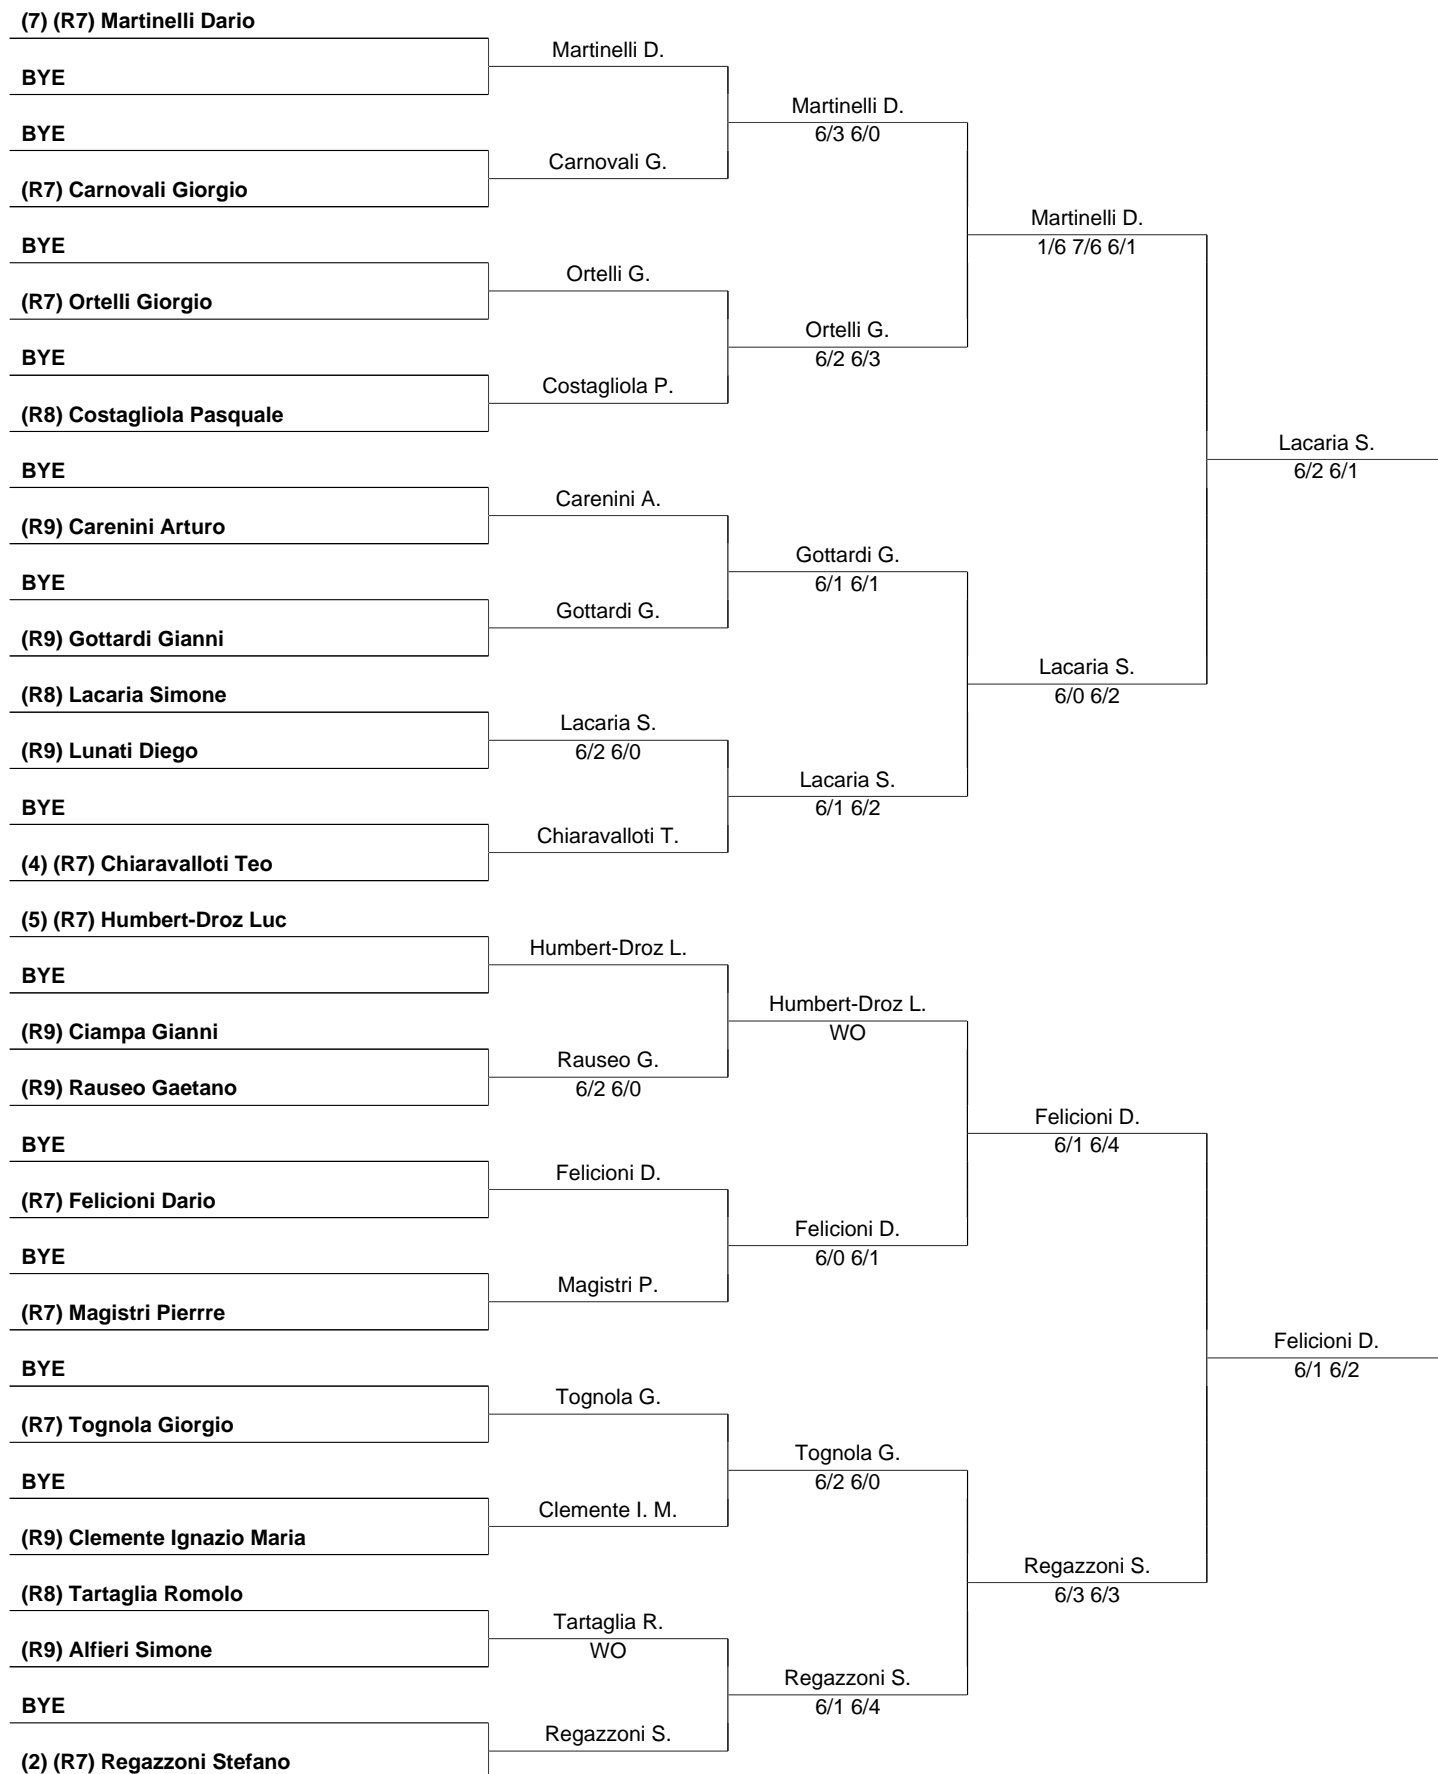 (7) (R7) Martinelli Dario
Martinelli D.
BYE
Martinelli D.
6/3 6/0
BYE
Carnovali G.
(R7) Carnovali Giorgio
Martinelli D.
1/6 7/6 6/1
BYE
Ortelli G.
(R7) Ortelli Giorgio
Ortelli G.
6/2 6/3
BYE
Costagliola P.
(R8) Costagliola Pasquale
Lacaria S.
6/2 6/1
BYE
Carenini A.
(R9) Carenini Arturo
Gottardi G.
6/1 6/1
BYE
Gottardi G.
(R9) Gottardi Gianni
Lacaria S.
6/0 6/2
(R8) Lacaria Simone
Lacaria S.
6/2 6/0
(R9) Lunati Diego
Lacaria S.
6/1 6/2
BYE
Chiaravalloti T.
(4) (R7) Chiaravalloti Teo
(5) (R7) Humbert-Droz Luc
Humbert-Droz L.
BYE
Humbert-Droz L.
WO
(R9) Ciampa Gianni
Rauseo G.
6/2 6/0
(R9) Rauseo Gaetano
Felicioni D.
6/1 6/4
BYE
Felicioni D.
(R7) Felicioni Dario
Felicioni D.
6/0 6/1
BYE
Magistri P.
(R7) Magistri Pierrre
Felicioni D.
6/1 6/2
BYE
Tognola G.
(R7) Tognola Giorgio
Tognola G.
6/2 6/0
BYE
Clemente I. M.
(R9) Clemente Ignazio Maria
Regazzoni S.
6/3 6/3
(R8) Tartaglia Romolo
Tartaglia R.
WO
(R9) Alfieri Simone
Regazzoni S.
6/1 6/4
BYE
Regazzoni S.
(2) (R7) Regazzoni Stefano